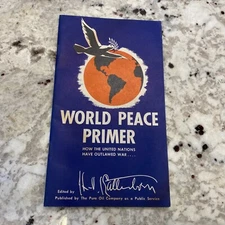 WORLD PEACE
PRIMER
HOW THE UNITED NATIONS
HAVE OUTLAWED WAR....
Edited by H.V. Kaltenborn
Published by The Pure Oil Company as a Public Service